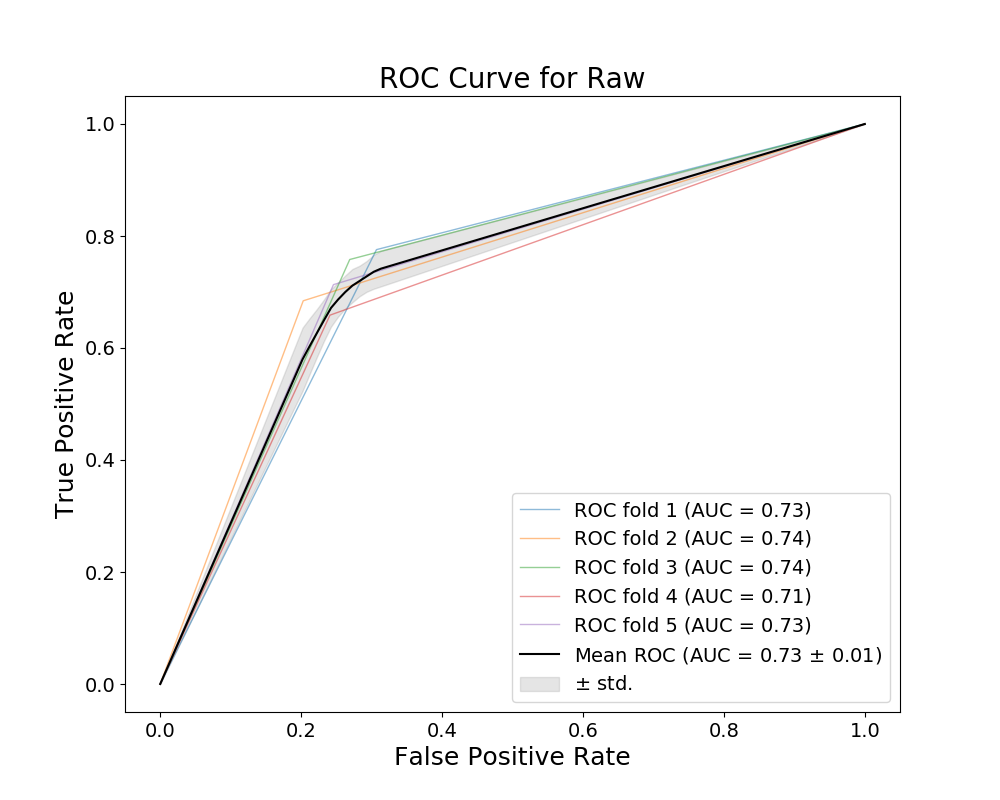 ROC Curve for Raw
True Positive Rate
1.0
0.8
0.6
0.4
0.2
0.0
ROC fold 1 (AUC = 0.73)
ROC fold 2 (AUC = 0.74)
ROC fold 3 (AUC = 0.74)
ROC fold 4 (AUC = 0.71)
ROC fold 5 (AUC = 0.73)
Mean ROC (AUC = 0.73 ± 0.01)
± std.
0.0 0.2 0.4 0.6 0.8 1.0
False Positive Rate